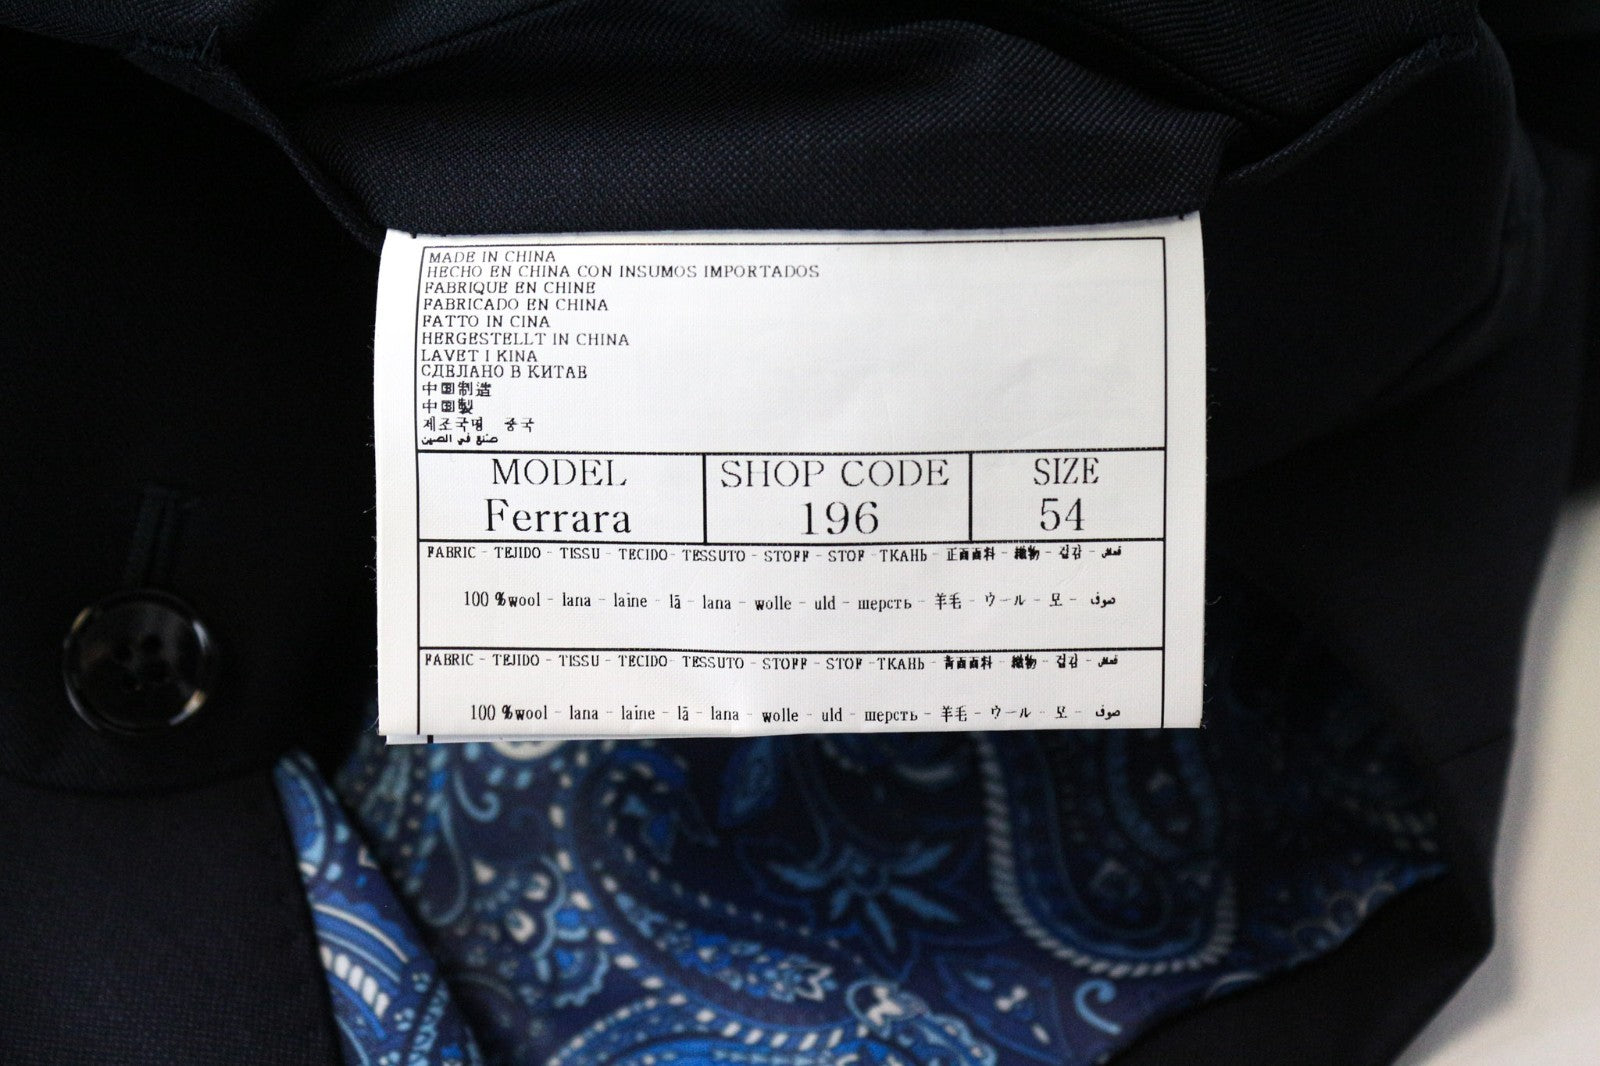 MADE IN CHINA
HECHO EN CHINA CON INSUMOS IMPORTADOS
FABRIQUE EN CHINE
FABRICADO EN CHINA
FATTO IN CINA
HERGESTELLT IN CHINA
LAVET I KINA
СДЕЛАНО В КИТАЕ
中国制造
中国製
제조국명 중국
صنع في الصين
MODEL SHOP CODE SIZE
Ferrara 196 54
FABRIC - TEJIDO - TISSU - TECIDO- TESSUTO - STOFF - STOF - ТКАНЬ - 正面面料 - 織物 - 겉감 - قماش
100 %wool - lana - laine - lã - lana - wolle - uld - шерсть - 羊毛 - ウール - 모 - صوف
FABRIC - TEJIDO - TISSU - TECIDO- TESSUTO - STOFF - STOF -ТКАНЬ - 背面面料 - 織物 - 겉감 - قماش
100 %wool - lana - laine - lã - lana - wolle - uld - шерсть - 羊毛 - ウール - 모 - صوف